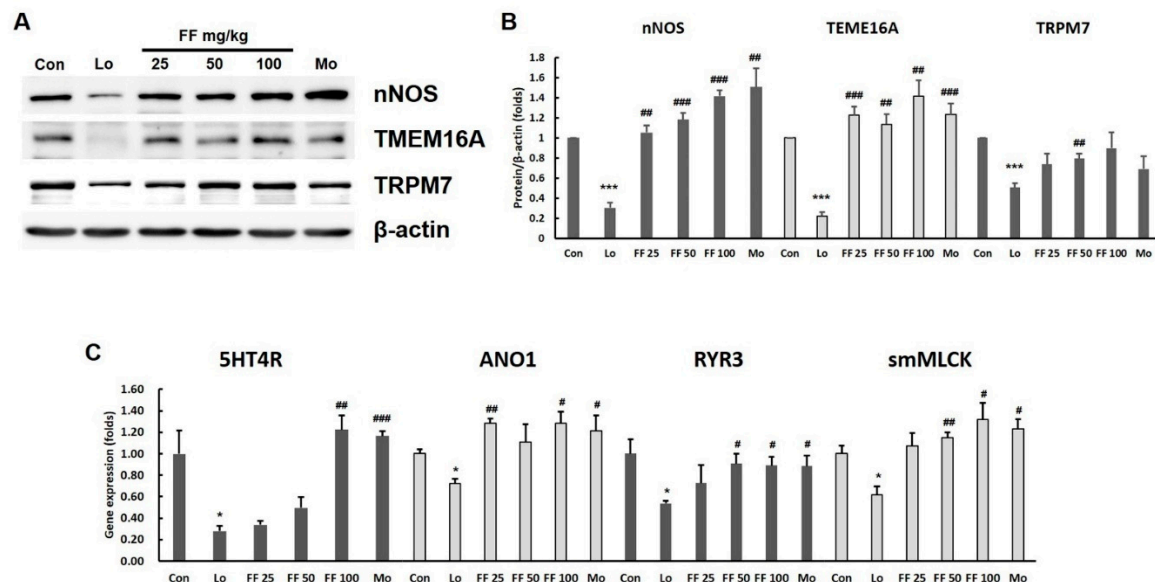 A
FF mg/kg
Con Lo 25 50 100 Mo
nNOS
TMEM16A
TRPM7
β-actin
B
nNOS TEME16A TRPM7
Protein/β-actin (folds)
1.8
1.6
1.4
1.2
1
0.8
0.6
0.4
0.2
0
*** ## ### ### ##
*** ### ## ## ###
*** ##
Con Lo FF 25 FF 50 FF 100 Mo Con Lo FF 25 FF 50 FF 100 Mo Con Lo FF 25 FF 50 FF 100 Mo
C
5HT4R ANO1 RYR3 smMLCK
Gene expression (folds)
1.60
1.40
1.20
1.00
0.80
0.60
0.40
0.20
0.00
* ## ###
* ## # #
* # # #
* ## # #
Con Lo FF 25 FF 50 FF 100 Mo Con Lo FF 25 FF 50 FF 100 Mo Con Lo FF 25 FF 50 FF 100 Mo Con Lo FF 25 FF 50 FF 100 Mo